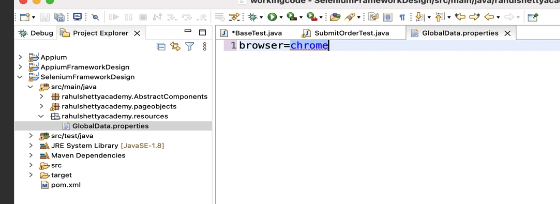 workingcode - SeleniumFrameworkDesign/src/main/java/rahulshettyacademy
Debug
Project Explorer
*BaseTest.java
SubmitOrderTest.java
GlobalData.properties
1 browser=chrome
Appium
AppiumFrameworkDesign
SeleniumFrameworkDesign
src/main/java
rahulshettyacademy.AbstractComponents
rahulshettyacademy.pageobjects
rahulshettyacademy.resources
GlobalData.properties
src/test/java
JRE System Library [JavaSE-1.8]
Maven Dependencies
src
target
pom.xml